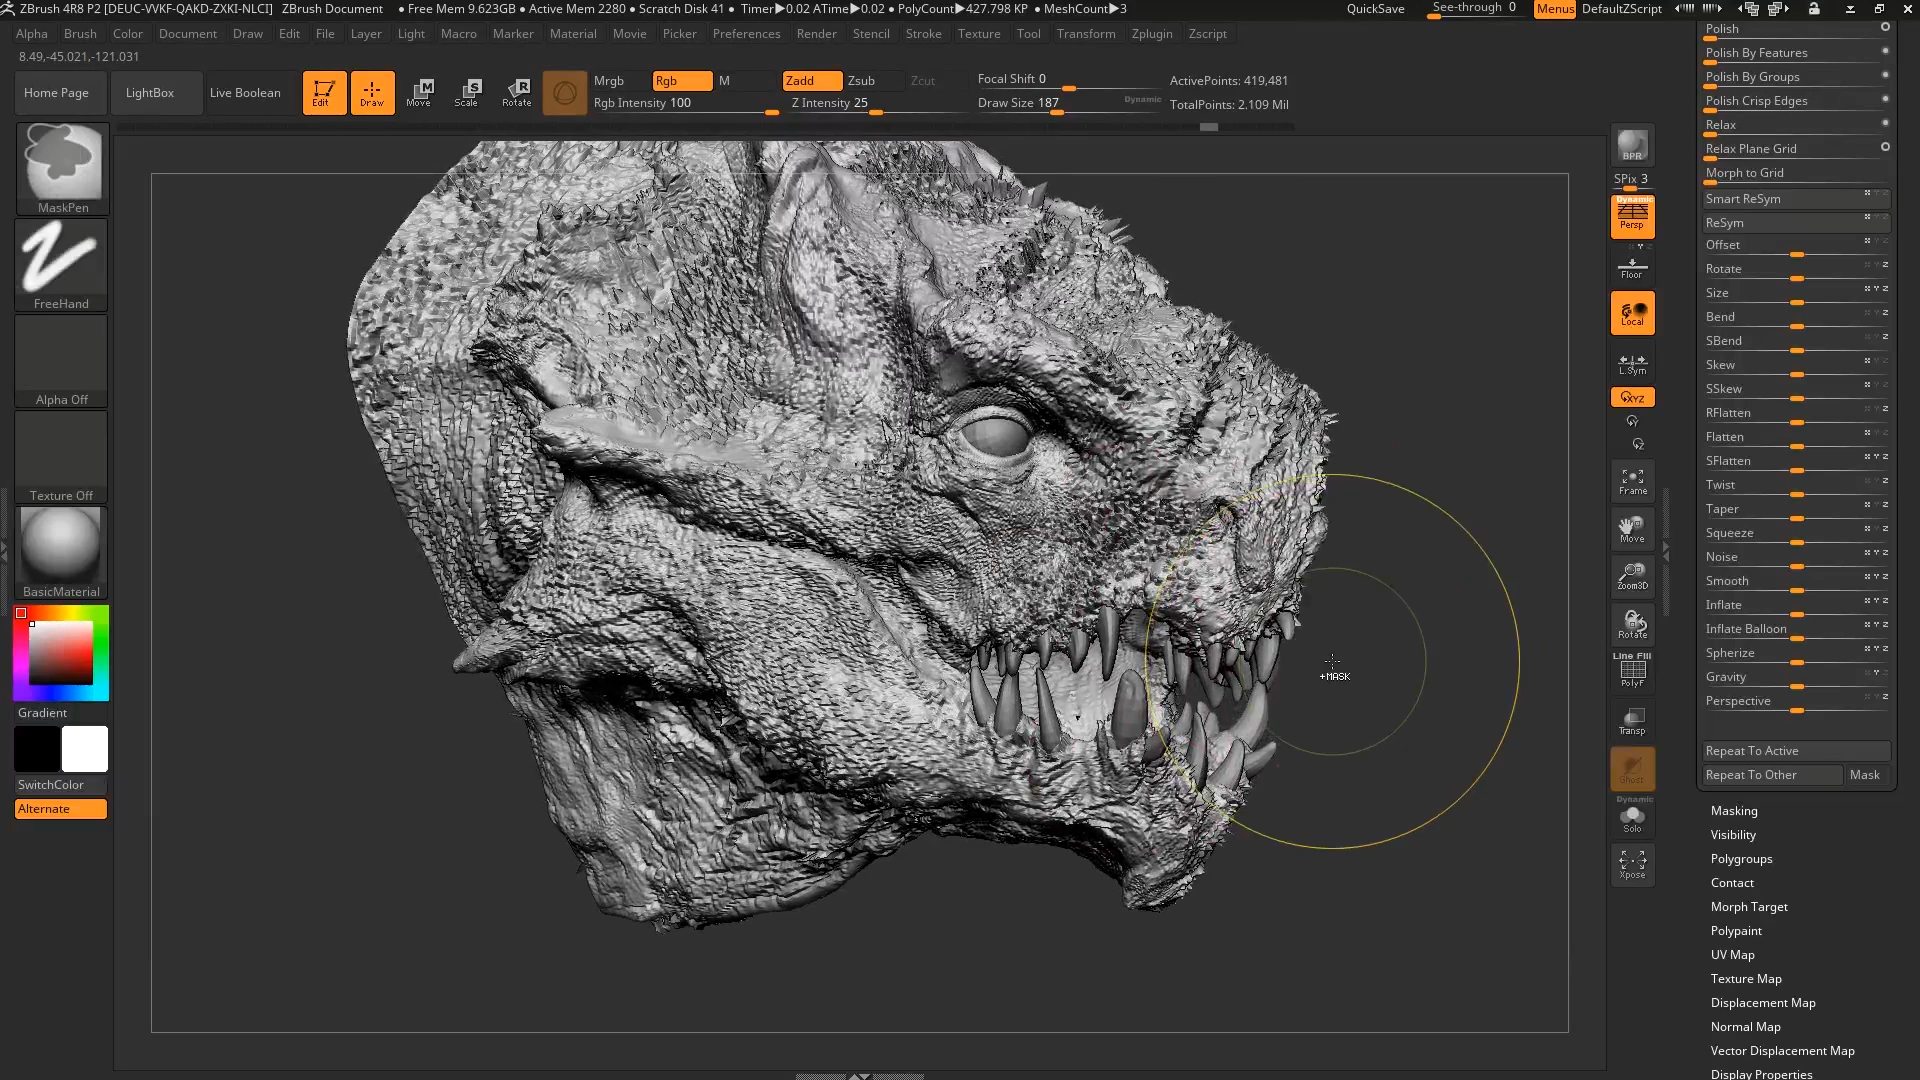 ZBrush 4R8 P2 [DEUC-VVKF-QAKD-ZXKI-NLCI] ZBrush Document • Free Mem 9.623GB • Active Mem 2280 • Scratch Disk 41 • Timer▶0.02 ATime▶0.02 • PolyCount▶427.798 KP • MeshCount▶3 QuickSave See-through 0 Menus DefaultZScript
Alpha Brush Color Document Draw Edit File Layer Light Macro Marker Material Movie Picker Preferences Render Stencil Stroke Texture Tool Transform Zplugin Zscript
8.49,-45.021,-121.031
Home Page LightBox Live Boolean Edit Draw Move Scale Rotate
Mrgb Rgb M Zadd Zsub Zcut Focal Shift 0 ActivePoints: 419,481
Rgb Intensity 100 Z Intensity 25 Draw Size 187 Dynamic TotalPoints: 2.109 Mil
MaskPen
FreeHand
Alpha Off
Texture Off
BasicMaterial
Gradient
SwitchColor
Alternate
+MASK
BPR
SPix 3
Dynamic
Persp
Floor
Local
L.Sym
XYZ
Y
Z
Frame
Move
Zoom3D
Rotate
Line Fill
PolyF
Transp
Ghost
Dynamic
Solo
Xpose
Polish
Polish By Features
Polish By Groups
Polish Crisp Edges
Relax
Relax Plane Grid
Morph to Grid
Smart ReSym
ReSym
Offset
Rotate
Size
Bend
SBend
Skew
SSkew
RFlatten
Flatten
SFlatten
Twist
Taper
Squeeze
Noise
Smooth
Inflate
Inflate Balloon
Spherize
Gravity
Perspective
Repeat To Active
Repeat To Other Mask
Masking
Visibility
Polygroups
Contact
Morph Target
Polypaint
UV Map
Texture Map
Displacement Map
Normal Map
Vector Displacement Map
Display Properties